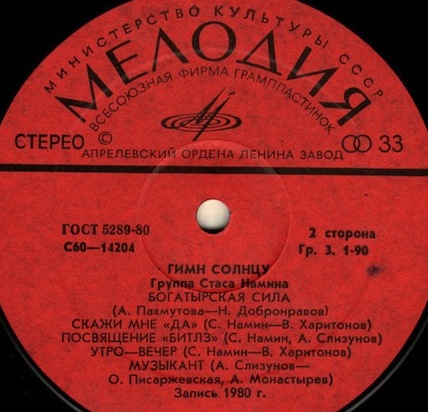 МИНИСТЕРСТВО КУЛЬТУРЫ СССР
МЕЛОДИЯ
ВСЕСОЮЗНАЯ ФИРМА ГРАМПЛАСТИНОК
СТЕРЕО © 33
АПРЕЛЕВСКИЙ ОРДЕНА ЛЕНИНА ЗАВОД
ГОСТ 5289-80
С60—14204
2 сторона
Гр. 3. 1-90
ГИМН СОЛНЦУ
Группа Стаса Намина
БОГАТЫРСКАЯ СИЛА
(А. Пахмутова—Н. Добронравов)
СКАЖИ МНЕ «ДА» (С. Намин—В. Харитонов)
ПОСВЯЩЕНИЕ «БИТЛЗ» (С. Намин, А. Слизунов)
УТРО—ВЕЧЕР (С. Намин—В. Харитонов)
МУЗЫКАНТ (А. Слизунов—
О. Писаржевская, А. Монастырев)
Запись 1980 г.